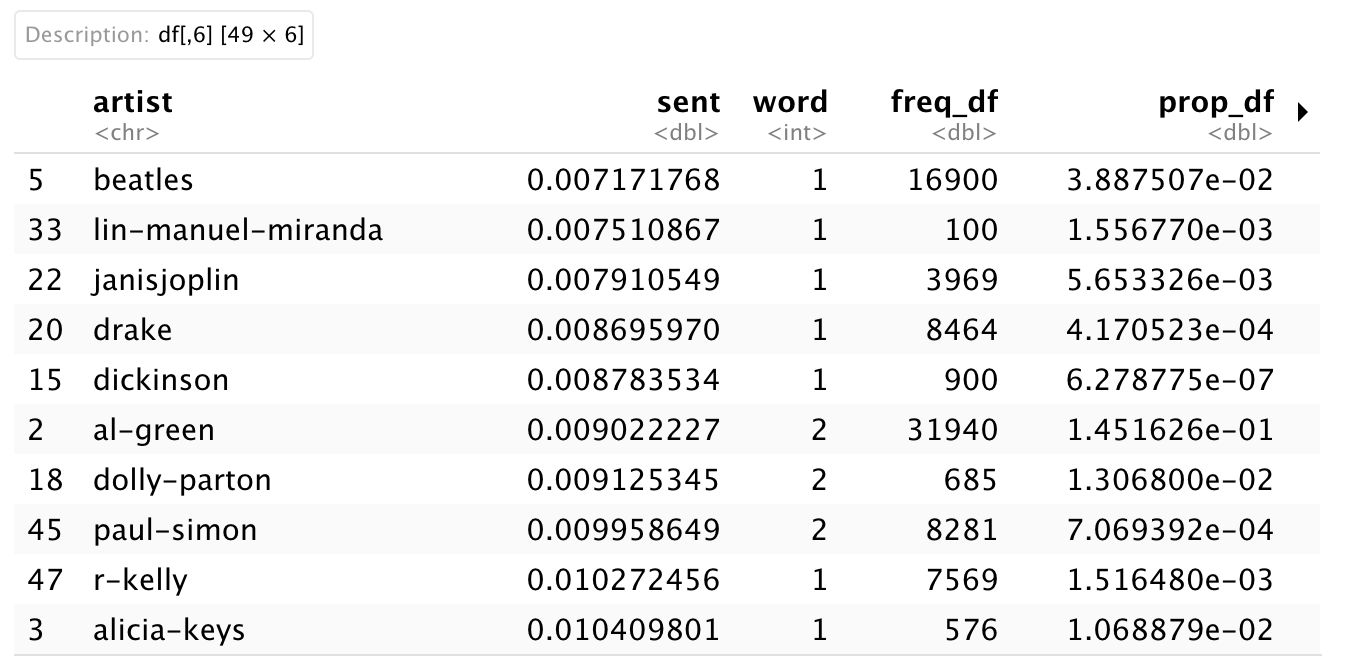 Description: df[,6] [49 × 6]
artist sent word freq_df prop_df
<chr> <dbl> <int> <dbl> <dbl>
5 beatles 0.007171768 1 16900 3.887507e−02
33 lin−manuel−miranda 0.007510867 1 100 1.556770e−03
22 janisjoplin 0.007910549 1 3969 5.653326e−03
20 drake 0.008695970 1 8464 4.170523e−04
15 dickinson 0.008783534 1 900 6.278775e−07
2 al−green 0.009022227 2 31940 1.451626e−01
18 dolly−parton 0.009125345 2 685 1.306800e−02
45 paul−simon 0.009958649 2 8281 7.069392e−04
47 r−kelly 0.010272456 1 7569 1.516480e−03
3 alicia−keys 0.010409801 1 576 1.068879e−02